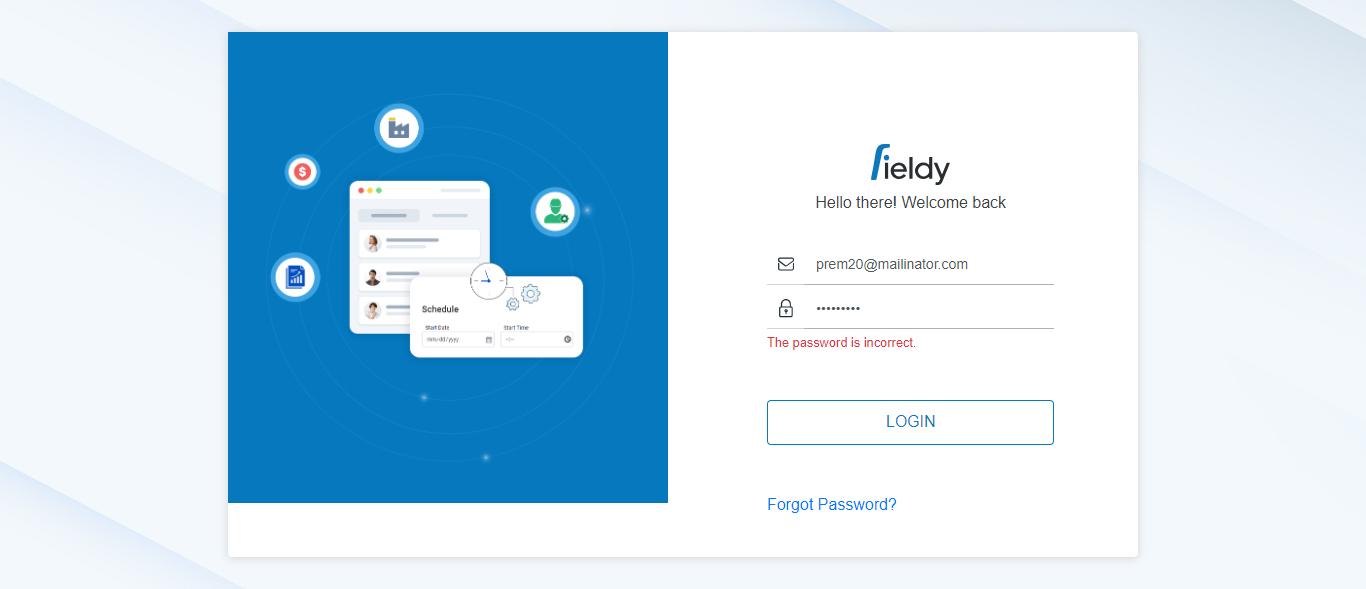 fieldy
Hello there! Welcome back
prem20@mailinator.com
•••••••••
The password is incorrect.
LOGIN
Forgot Password?
$
Schedule
Start Date
Start Time
mm-dd/yyyy
--:--